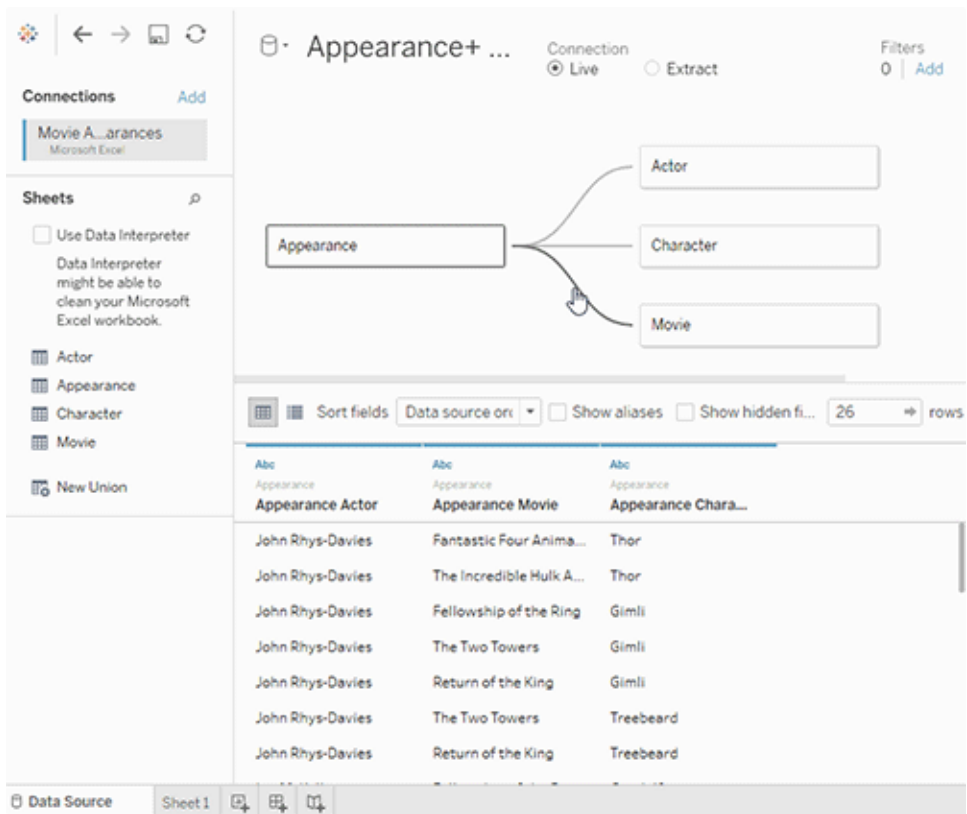 Appearance+ ...
Connection
Live
Extract
Filters
0 | Add
Connections
Add
Movie A...arances
Microsoft Excel
Sheets
Use Data Interpreter
Data Interpreter
might be able to
clean your Microsoft
Excel workbook.
Actor
Appearance
Character
Movie
New Union
Appearance
Actor
Character
Movie
Sort fields
Data source orc
Show aliases
Show hidden fi...
26
rows
Abc
Appearance
Appearance Actor
Abc
Appearance
Appearance Movie
Abc
Appearance
Appearance Chara...
John Rhys-Davies Fantastic Four Anima... Thor
John Rhys-Davies The Incredible Hulk A... Thor
John Rhys-Davies Fellowship of the Ring Gimli
John Rhys-Davies The Two Towers Gimli
John Rhys-Davies Return of the King Gimli
John Rhys-Davies The Two Towers Treebeard
John Rhys-Davies Return of the King Treebeard
Data Source
Sheet 1